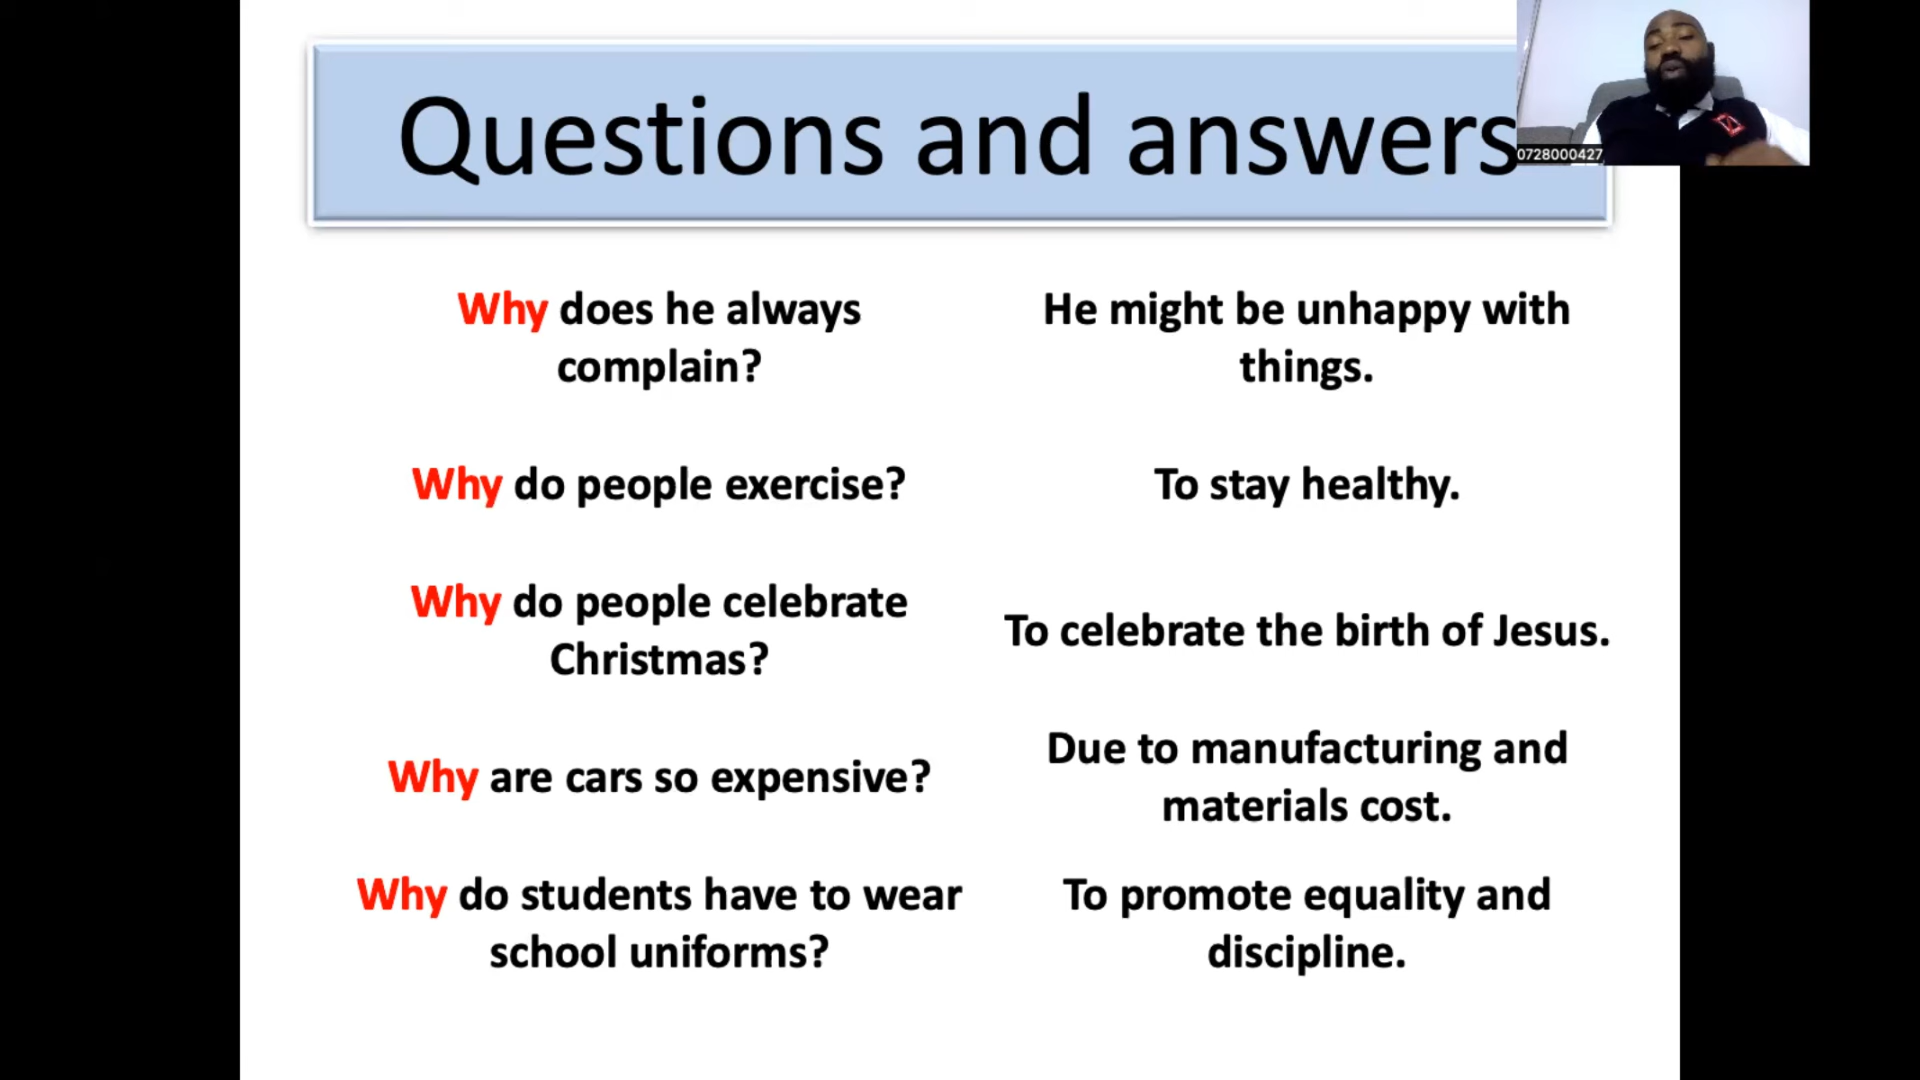 Questions and answers
0728000427
Why does he always
complain?
He might be unhappy with
things.
Why do people exercise?
To stay healthy.
Why do people celebrate
Christmas?
To celebrate the birth of Jesus.
Why are cars so expensive?
Due to manufacturing and
materials cost.
Why do students have to wear
school uniforms?
To promote equality and
discipline.